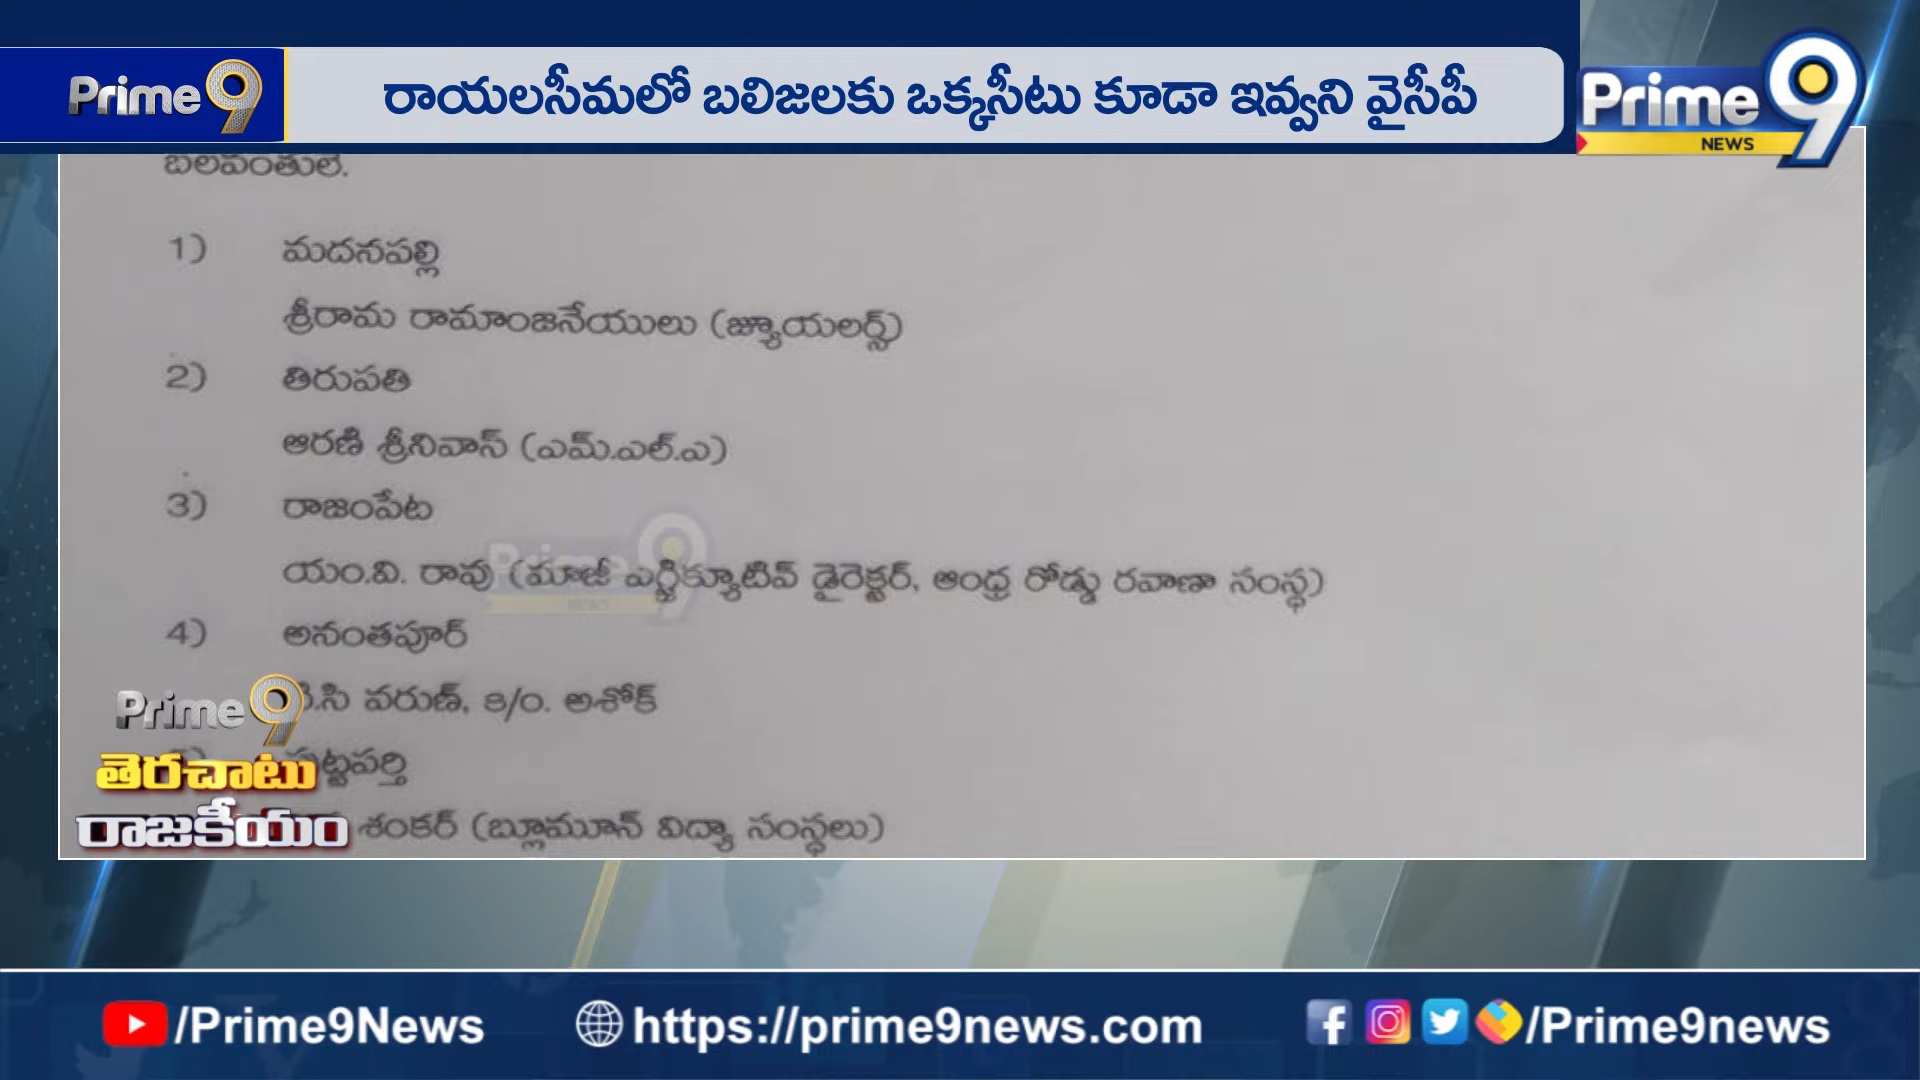 Prime9
రాయలసీమలో బలిజలకు ఒక్కసీటు కూడా ఇవ్వని వైసీపీ
Prime9
NEWS
బలవంతులే.
1) మదనపల్లి
శ్రీరామ రామాంజనేయులు (జ్యూయలర్స్)
2) తిరుపతి
ఆరణి శ్రీనివాస్ (ఎమ్.ఎల్.ఎ)
3) రాజంపేట
యం.వి. రావు (మాజీ ఎగ్జిక్యూటివ్ డైరెక్టర్, ఆంధ్ర రోడ్డు రవాణా సంస్థ)
4) అనంతపూర్
వరుణ్, s/o. అశోక్
Prime9
తెరచాటు
రాజకీయం
శంకర్ (బ్లూమూన్ విద్యా సంస్థలు)
/Prime9News
https://prime9news.com
/Prime9news